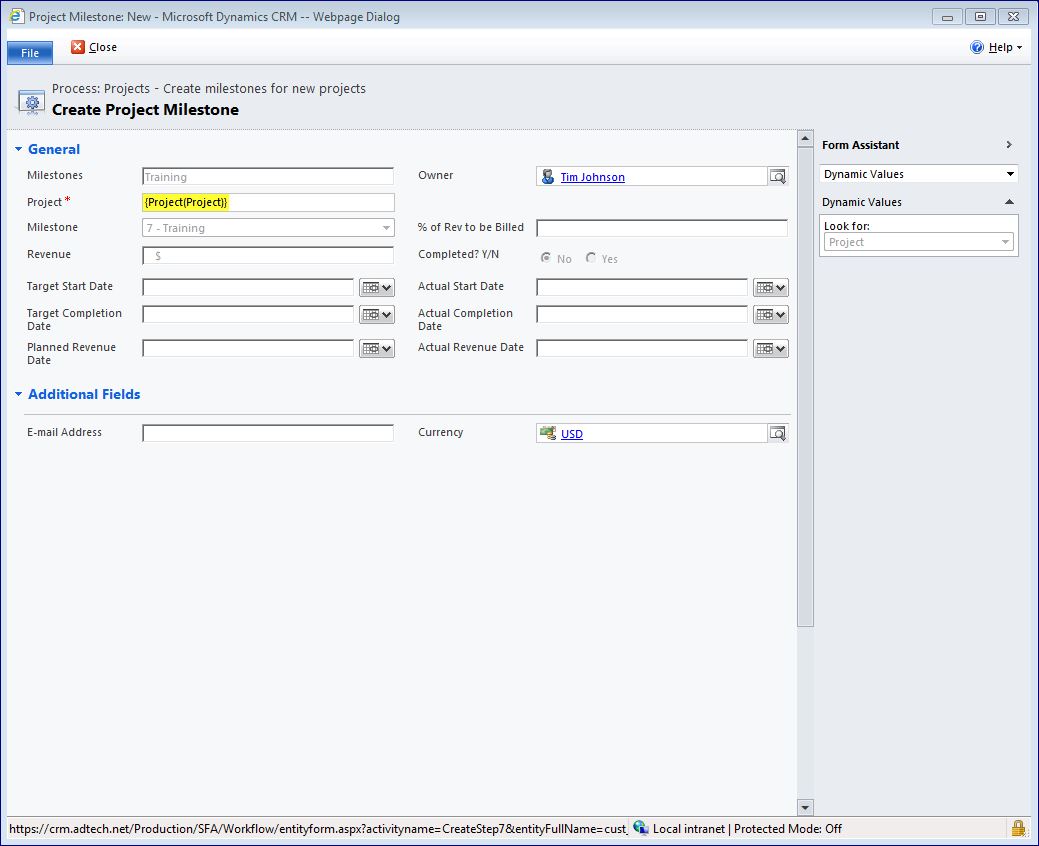 Project Milestone: New - Microsoft Dynamics CRM -- Webpage Dialog
File Close Help
Process: Projects - Create milestones for new projects
Create Project Milestone
General
Milestones Training Owner Tim Johnson
Project * {Project(Project)}
Milestone 7 - Training % of Rev to be Billed
Revenue $ Completed? Y/N No Yes
Target Start Date Actual Start Date
Target Completion Date Actual Completion Date
Planned Revenue Date Actual Revenue Date
Additional Fields
E-mail Address Currency USD
Form Assistant
Dynamic Values
Dynamic Values
Look for:
Project
https://crm.adtech.net/Production/SFA/Workflow/entityform.aspx?activityname=CreateStep7&entityFullName=cust_ Local intranet | Protected Mode: Off